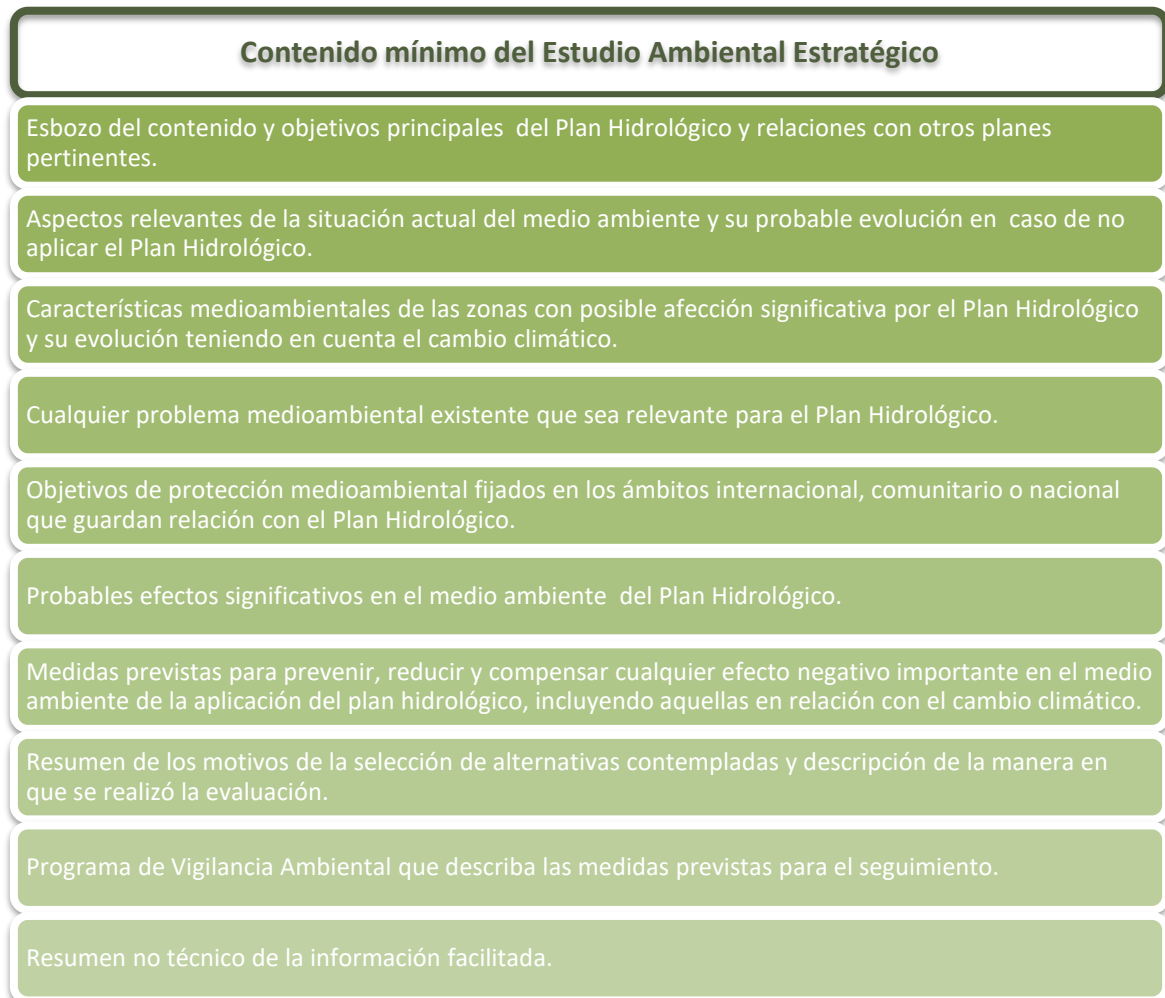 Contenido mínimo del Estudio Ambiental Estratégico
Esbozo del contenido y objetivos principales del Plan Hidrológico y relaciones con otros planes
pertinentes.
Aspectos relevantes de la situación actual del medio ambiente y su probable evolución en caso de no
aplicar el Plan Hidrológico.
Características medioambientales de las zonas con posible afección significativa por el Plan Hidrológico
y su evolución teniendo en cuenta el cambio climático.
Cualquier problema medioambiental existente que sea relevante para el Plan Hidrológico.
Objetivos de protección medioambiental fijados en los ámbitos internacional, comunitario o nacional
que guardan relación con el Plan Hidrológico.
Probables efectos significativos en el medio ambiente del Plan Hidrológico.
Medidas previstas para prevenir, reducir y compensar cualquier efecto negativo importante en el medio
ambiente de la aplicación del plan hidrológico, incluyendo aquellas en relación con el cambio climático.
Resumen de los motivos de la selección de alternativas contempladas y descripción de la manera en
que se realizó la evaluación.
Programa de Vigilancia Ambiental que describa las medidas previstas para el seguimiento.
Resumen no técnico de la información facilitada.